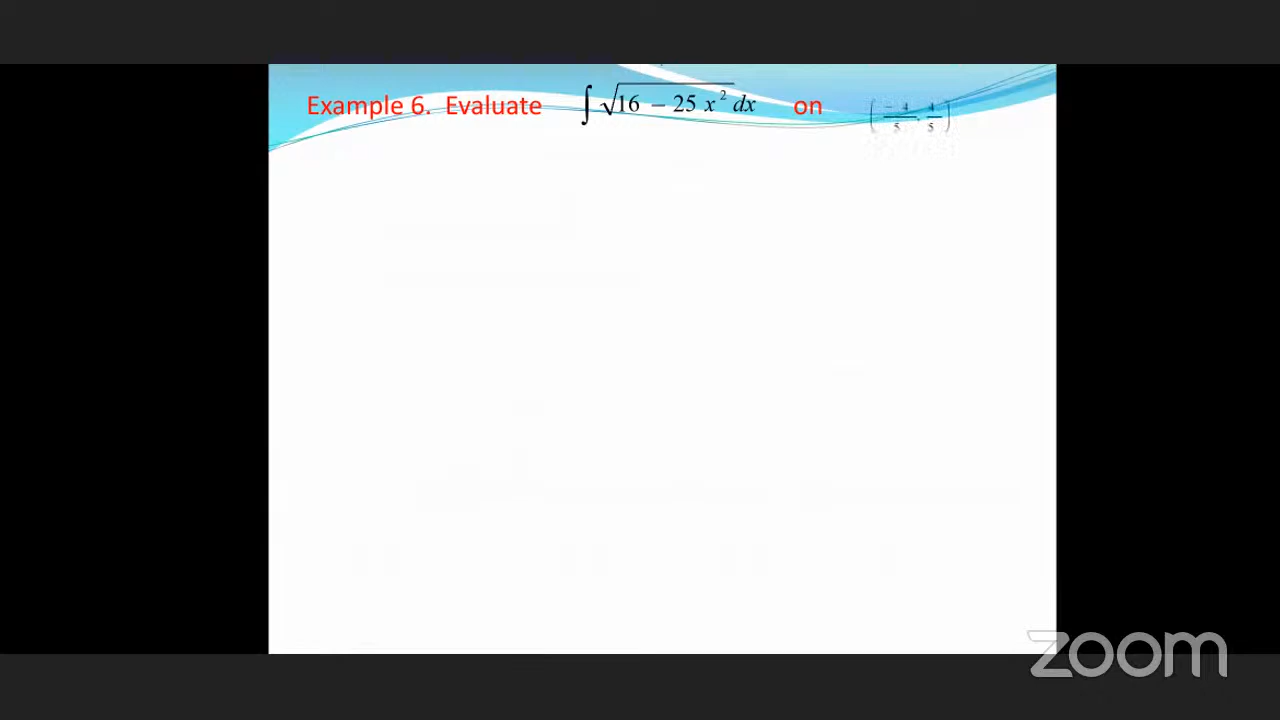 Example 6. Evaluate ∫ √16 – 25 x² dx on ( –4/5 , 4/5 )
zoom